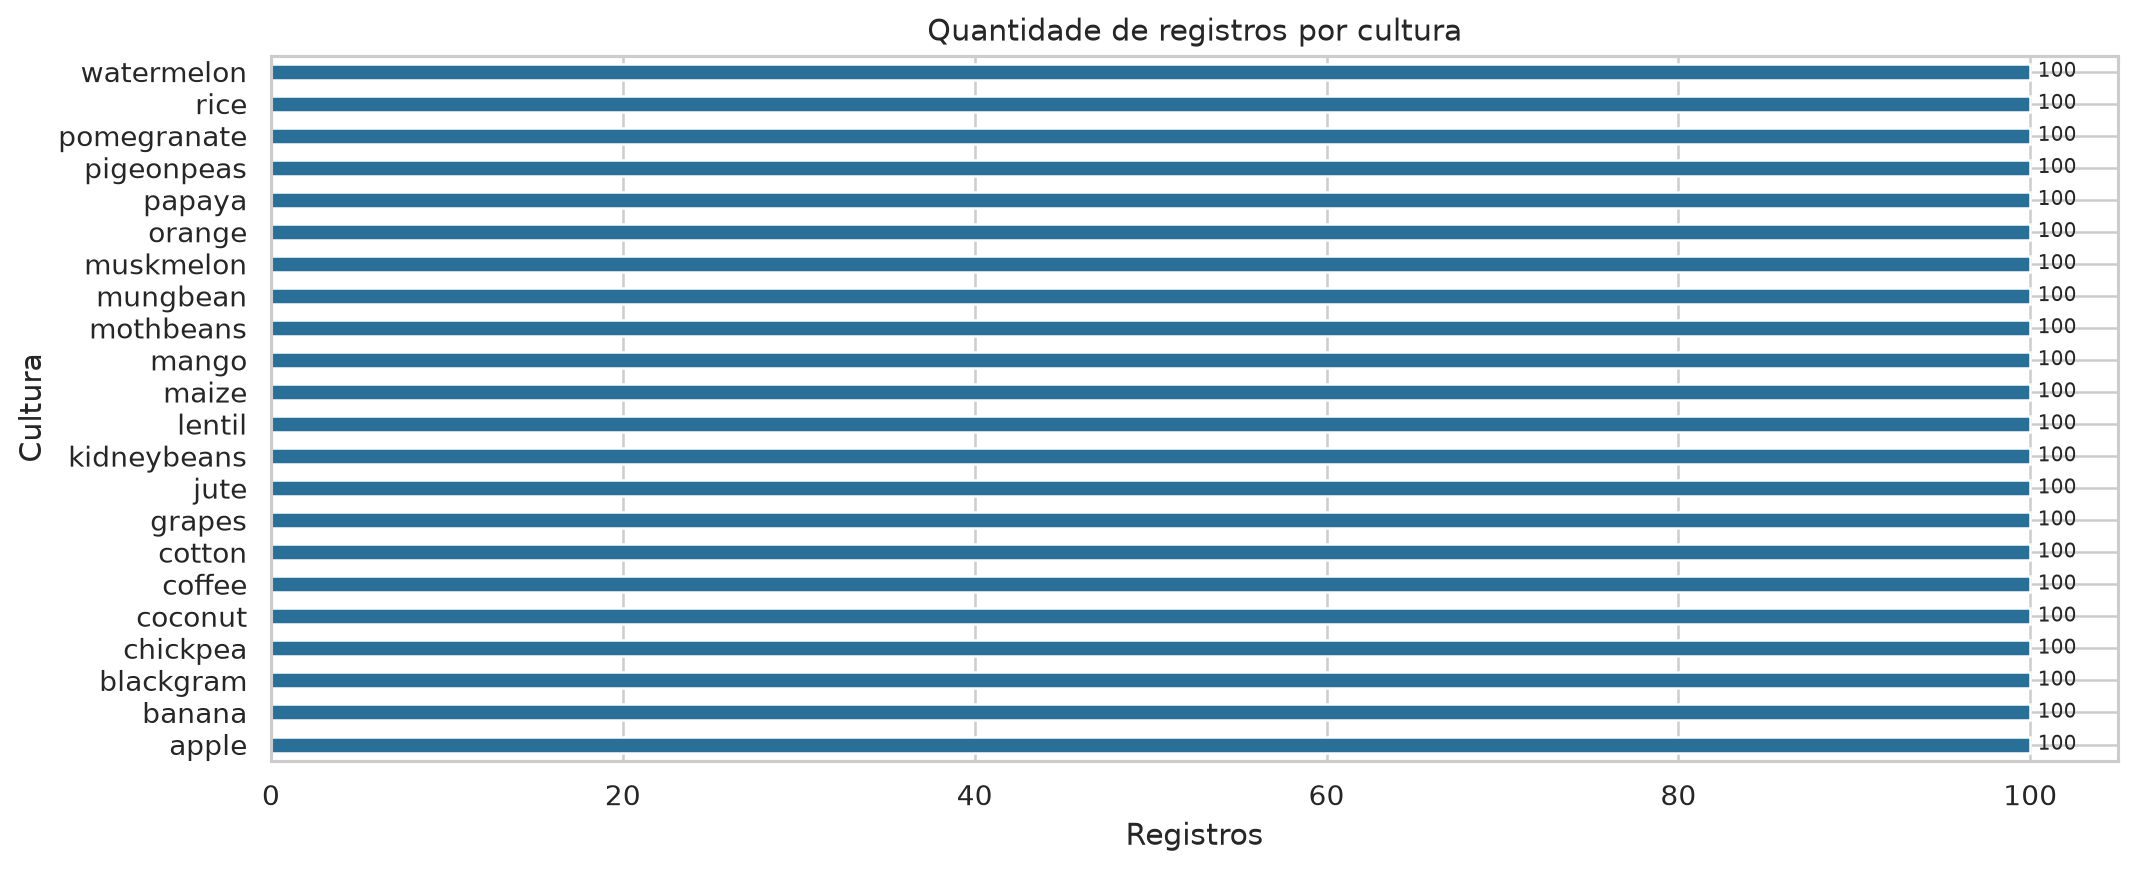 Quantidade de registros por cultura
watermelon 100
rice 100
pomegranate 100
pigeonpeas 100
papaya 100
orange 100
muskmelon 100
mungbean 100
mothbeans 100
mango 100
maize 100
lentil 100
kidneybeans 100
jute 100
grapes 100
cotton 100
coffee 100
coconut 100
chickpea 100
blackgram 100
banana 100
apple 100
Cultura
0 20 40 60 80 100
Registros